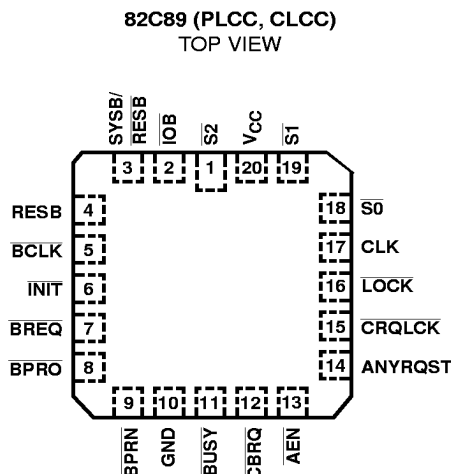 82C89 (PLCC, CLCC)
TOP VIEW
SYSB/
RESB
IOB
S2
VCC
S1
3 2 1 20 19
RESB 4
BCLK 5
INIT 6
BREQ 7
BPRO 8
18 S0
17 CLK
16 LOCK
15 CRQLCK
14 ANYRQST
9 10 11 12 13
BPRN
GND
BUSY
CBRQ
AEN